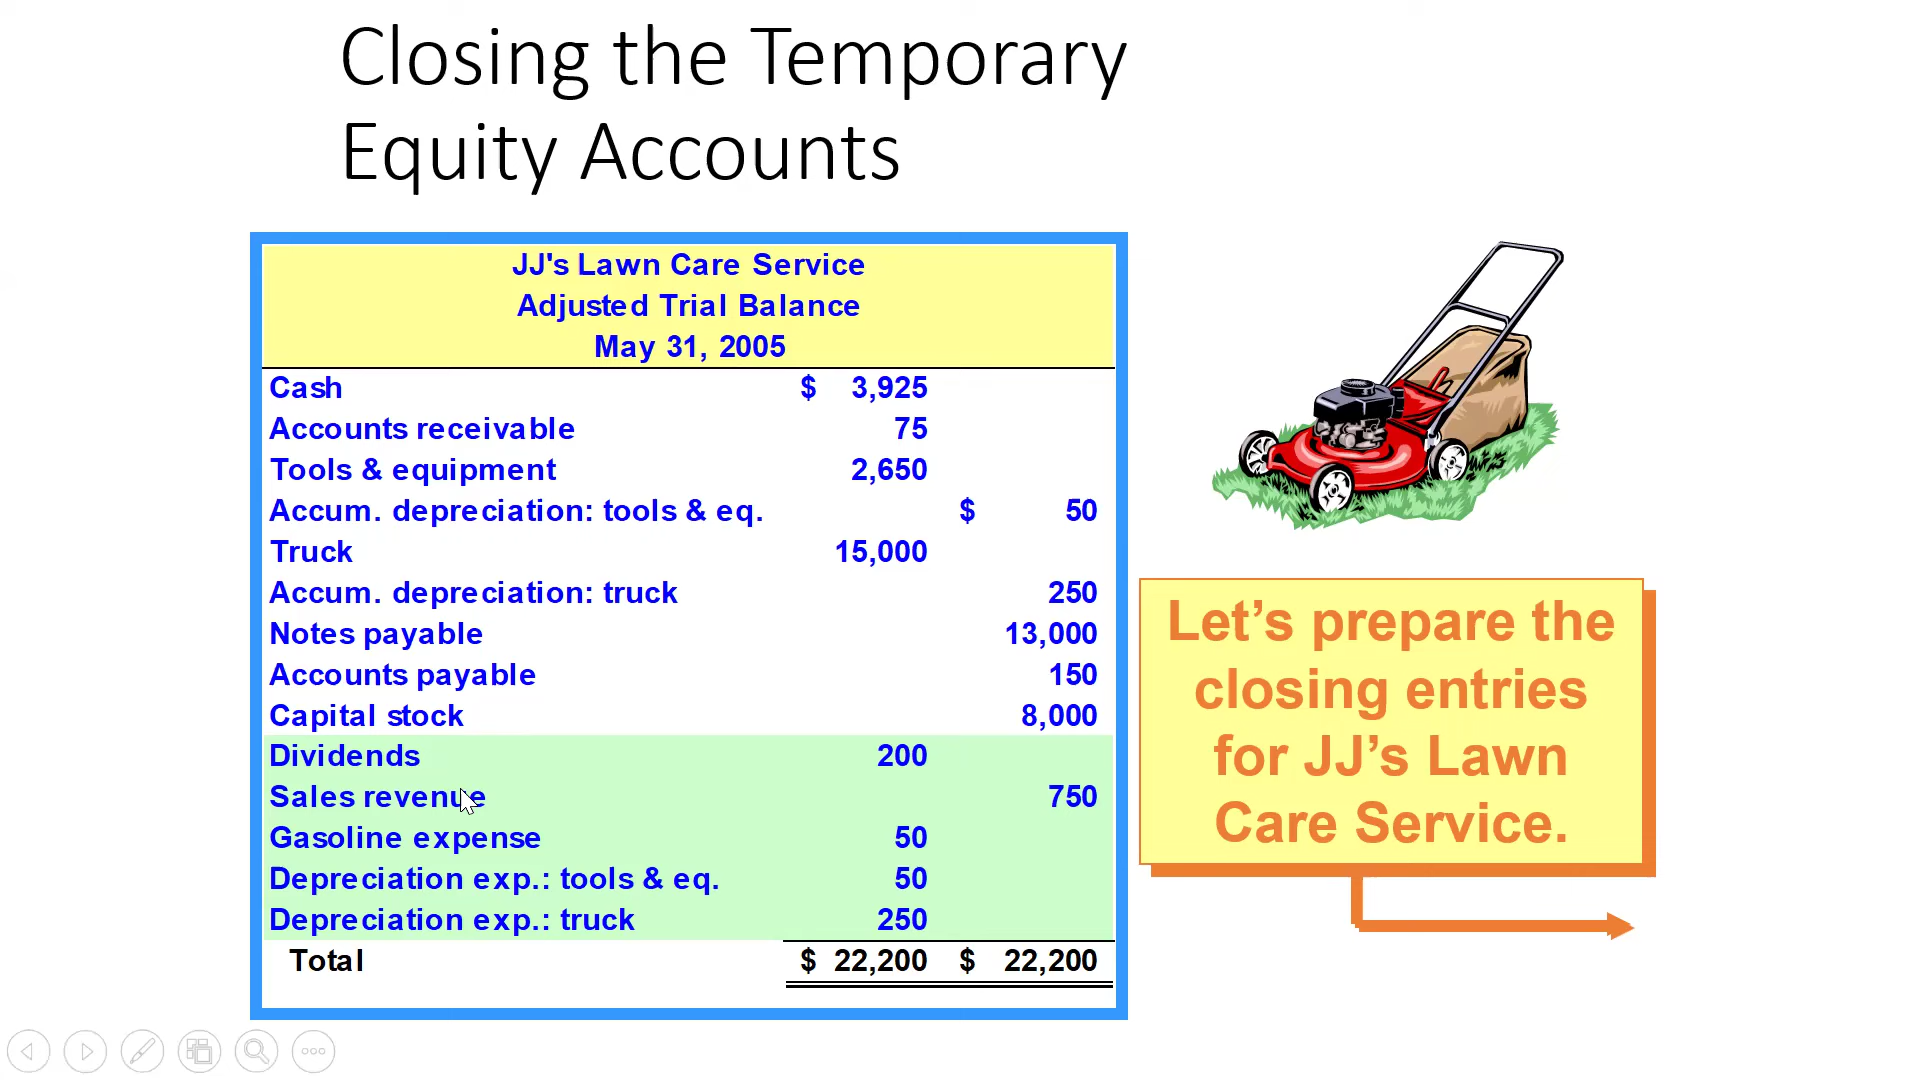 Closing the Temporary
Equity Accounts
JJ's Lawn Care Service
Adjusted Trial Balance
May 31, 2005
Cash $ 3,925
Accounts receivable 75
Tools & equipment 2,650
Accum. depreciation: tools & eq. $ 50
Truck 15,000
Accum. depreciation: truck 250
Notes payable 13,000
Accounts payable 150
Capital stock 8,000
Dividends 200
Sales revenue 750
Gasoline expense 50
Depreciation exp.: tools & eq. 50
Depreciation exp.: truck 250
Total $ 22,200 $ 22,200
Let’s prepare the
closing entries
for JJ’s Lawn
Care Service.